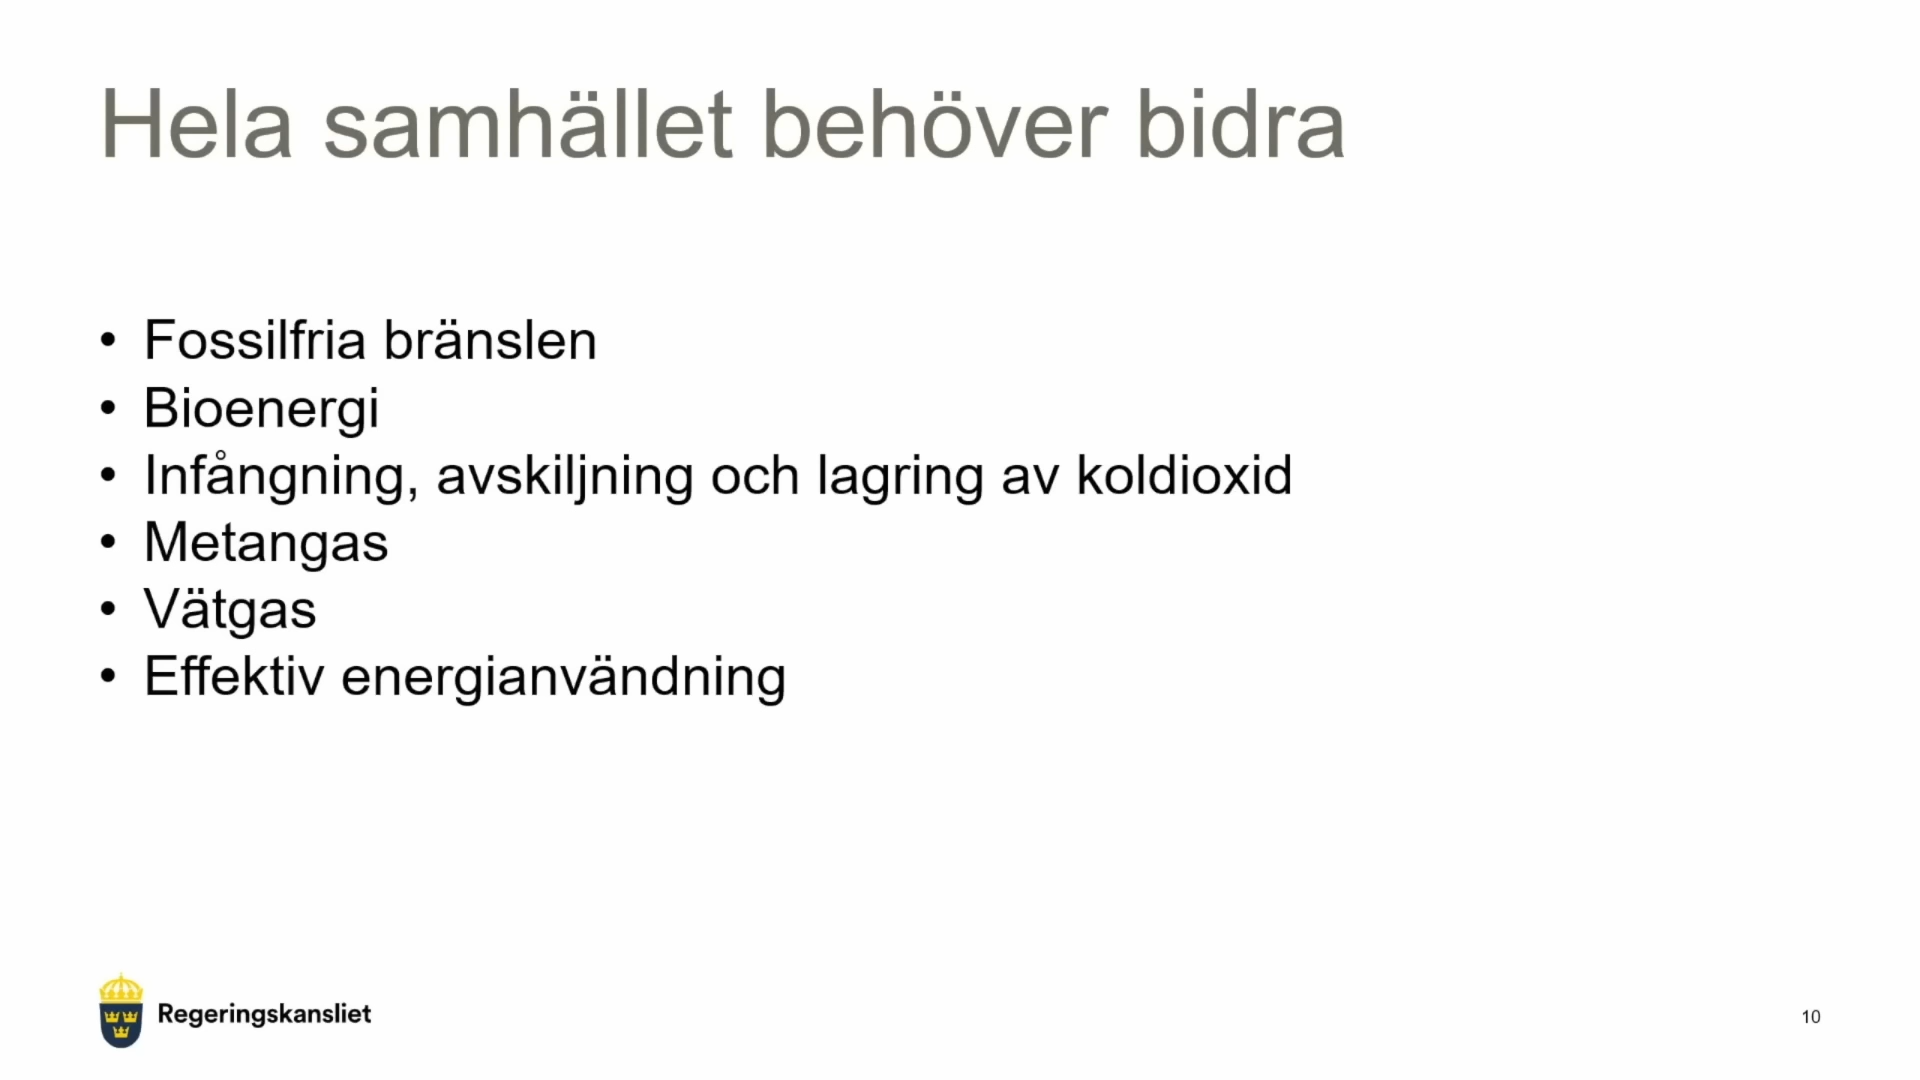 Hela samhället behöver bidra
• Fossilfria bränslen
• Bioenergi
• Infångning, avskiljning och lagring av koldioxid
• Metangas
• Vätgas
• Effektiv energianvändning
Regeringskansliet
10